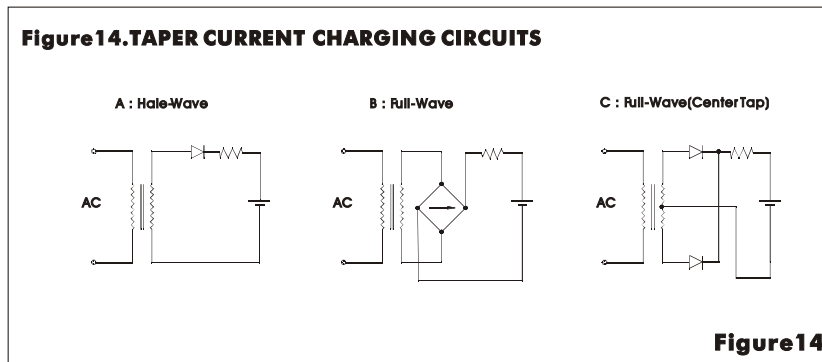 Figure14.TAPER CURRENT CHARGING CIRCUITS
A : Hale-Wave
B : Full-Wave
C : Full-Wave(CenterTap)
AC
AC
AC
Figure14